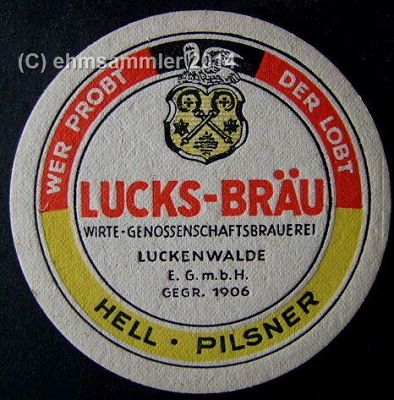 (C) ehmsammler 2014
WER PROBT DER LOBT
LUCKS-BRÄU
WIRTE-GENOSSENSCHAFTSBRAUEREI
LUCKENWALDE
E. G. m. b. H.
GEGR. 1906
HELL · PILSNER